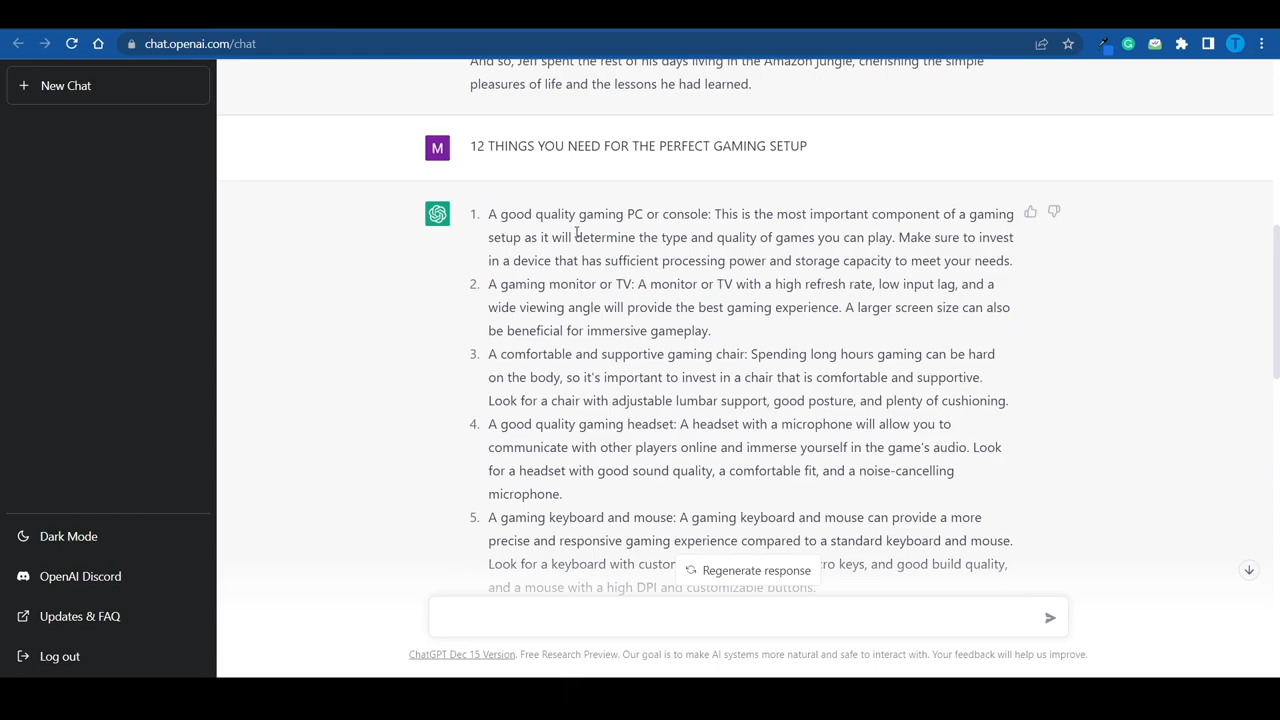 chat.openai.com/chat
T
New Chat
And so, Jeff spent the rest of his days living in the Amazon jungle, cherishing the simple
pleasures of life and the lessons he had learned.
M
12 THINGS YOU NEED FOR THE PERFECT GAMING SETUP
1. A good quality gaming PC or console: This is the most important component of a gaming
setup as it will determine the type and quality of games you can play. Make sure to invest
in a device that has sufficient processing power and storage capacity to meet your needs.
2. A gaming monitor or TV: A monitor or TV with a high refresh rate, low input lag, and a
wide viewing angle will provide the best gaming experience. A larger screen size can also
be beneficial for immersive gameplay.
3. A comfortable and supportive gaming chair: Spending long hours gaming can be hard
on the body, so it's important to invest in a chair that is comfortable and supportive.
Look for a chair with adjustable lumbar support, good posture, and plenty of cushioning.
4. A good quality gaming headset: A headset with a microphone will allow you to
communicate with other players online and immerse yourself in the game's audio. Look
for a headset with good sound quality, a comfortable fit, and a noise-cancelling
microphone.
5. A gaming keyboard and mouse: A gaming keyboard and mouse can provide a more
precise and responsive gaming experience compared to a standard keyboard and mouse.
Look for a keyboard with keys, and good build quality,
and a mouse with a high DPI and customizable buttons.
Regenerate response
Dark Mode
OpenAI Discord
Updates & FAQ
Log out
ChatGPT Dec 15 Version. Free Research Preview. Our goal is to make AI systems more natural and safe to interact with. Your feedback will help us improve.